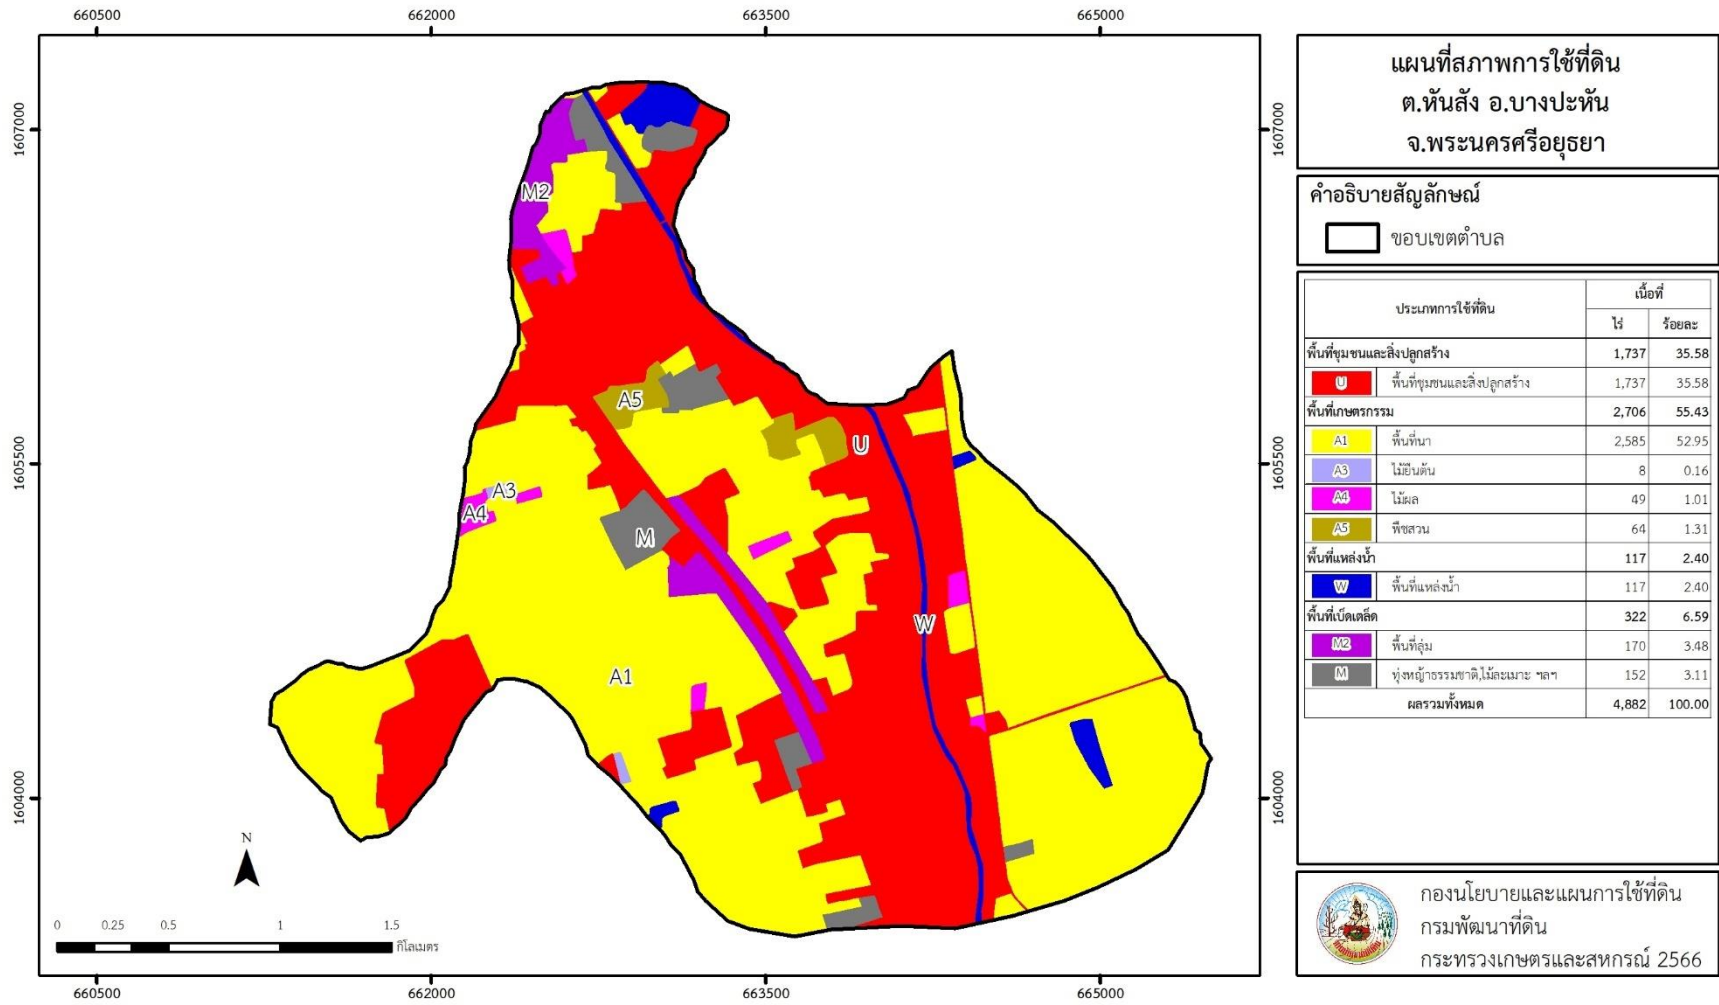 660500 662000 663500 665000
1607000 1607000
1605500 1605500
1604000 1604000
660500 662000 663500 665000
M2
A5
U
A3
A4
M
W
A1
N
0 0.25 0.5 1 1.5
กิโลเมตร
แผนที่สภาพการใช้ที่ดิน
ต.หันสัง อ.บางปะหัน
จ.พระนครศรีอยุธยา
คำอธิบายสัญลักษณ์
ขอบเขตตำบล
ประเภทการใช้ที่ดิน เนื้อที่
ไร่ ร้อยละ
พื้นที่ชุมชนและสิ่งปลูกสร้าง 1,737 35.58
U พื้นที่ชุมชนและสิ่งปลูกสร้าง 1,737 35.58
พื้นที่เกษตรกรรม 2,706 55.43
A1 พื้นที่นา 2,585 52.95
A3 ไม้ยืนต้น 8 0.16
A4 ไม้ผล 49 1.01
A5 พืชสวน 64 1.31
พื้นที่แหล่งน้ำ 117 2.40
W พื้นที่แหล่งน้ำ 117 2.40
พื้นที่เบ็ดเตล็ด 322 6.59
M2 พื้นที่ลุ่ม 170 3.48
M ทุ่งหญ้าธรรมชาติ,ไม้ละเมาะ ฯลฯ 152 3.11
ผลรวมทั้งหมด 4,882 100.00
กองนโยบายและแผนการใช้ที่ดิน
กรมพัฒนาที่ดิน
กระทรวงเกษตรและสหกรณ์ 2566